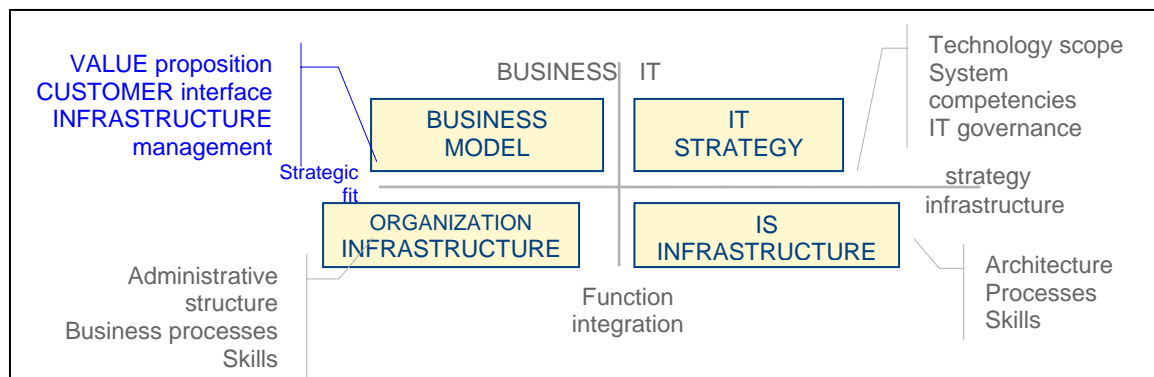 VALUE proposition
CUSTOMER interface
INFRASTRUCTURE
management
BUSINESS IT
Technology scope
System
competencies
IT governance
BUSINESS
MODEL
IT
STRATEGY
Strategic
fit
strategy
infrastructure
ORGANIZATION
INFRASTRUCTURE
IS
INFRASTRUCTURE
Administrative
structure
Business processes
Skills
Function
integration
Architecture
Processes
Skills